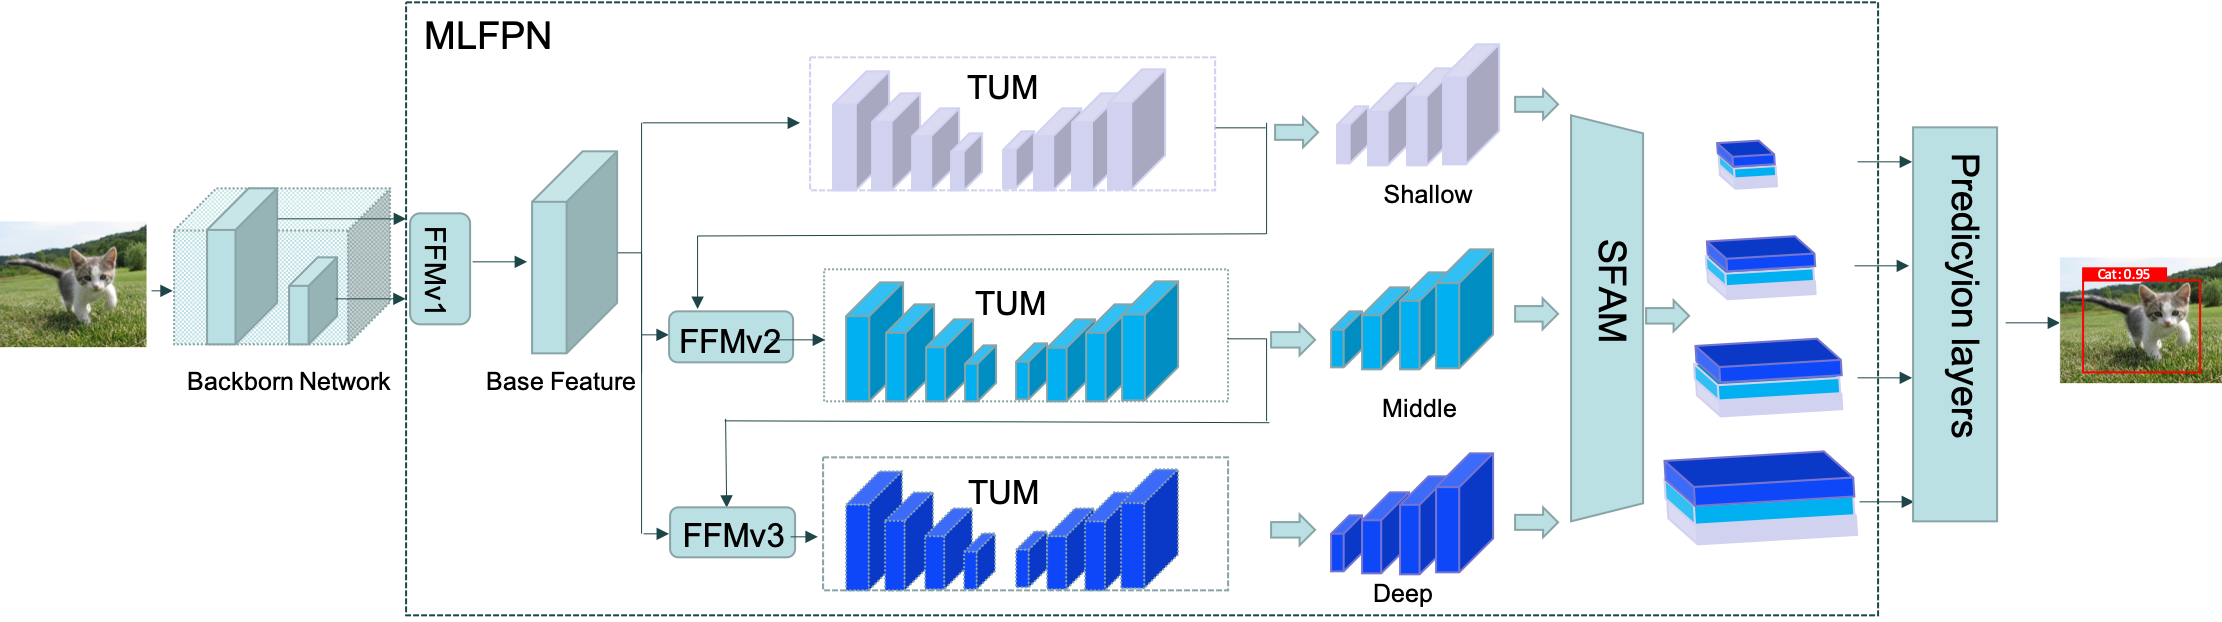 MLFPN
TUM
Shallow
FFMv1
Backborn Network
Base Feature
FFMv2
TUM
Middle
FFMv3
TUM
Deep
SFAM
Predicyion layers
Cat: 0.95